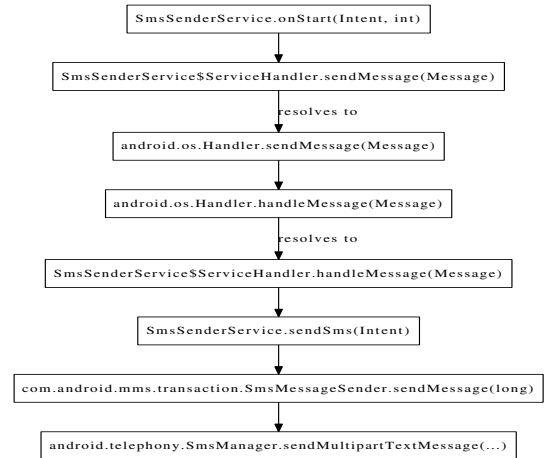 SmsSenderService.onStart(Intent, int)
SmsSenderService$ServiceHandler.sendMessage(Message)
resolves to
android.os.Handler.sendMessage(Message)
android.os.Handler.handleMessage(Message)
resolves to
SmsSenderService$ServiceHandler.handleMessage(Message)
SmsSenderService.sendSms(Intent)
com.android.mms.transaction.SmsMessageSender.sendMessage(long)
android.telephony.SmsManager.sendMultipartTextMessage(...)